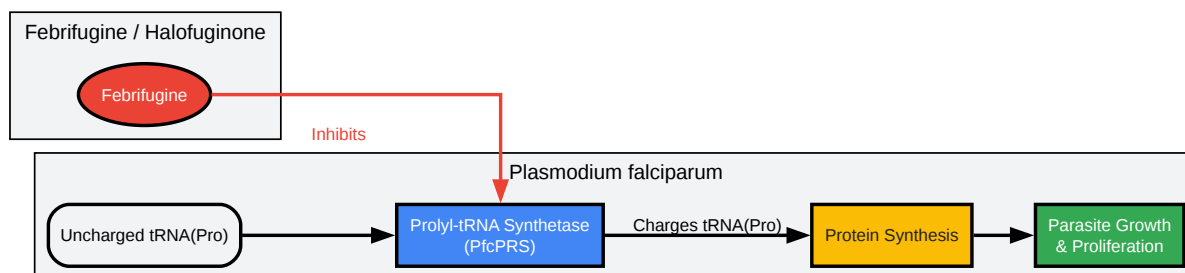 Febrifugine / Halofuginone
Febrifugine
Inhibits
Plasmodium falciparum
Uncharged tRNA(Pro)
Prolyl-tRNA Synthetase
(PfcPRS)
Charges tRNA(Pro)
Protein Synthesis
Parasite Growth
& Proliferation